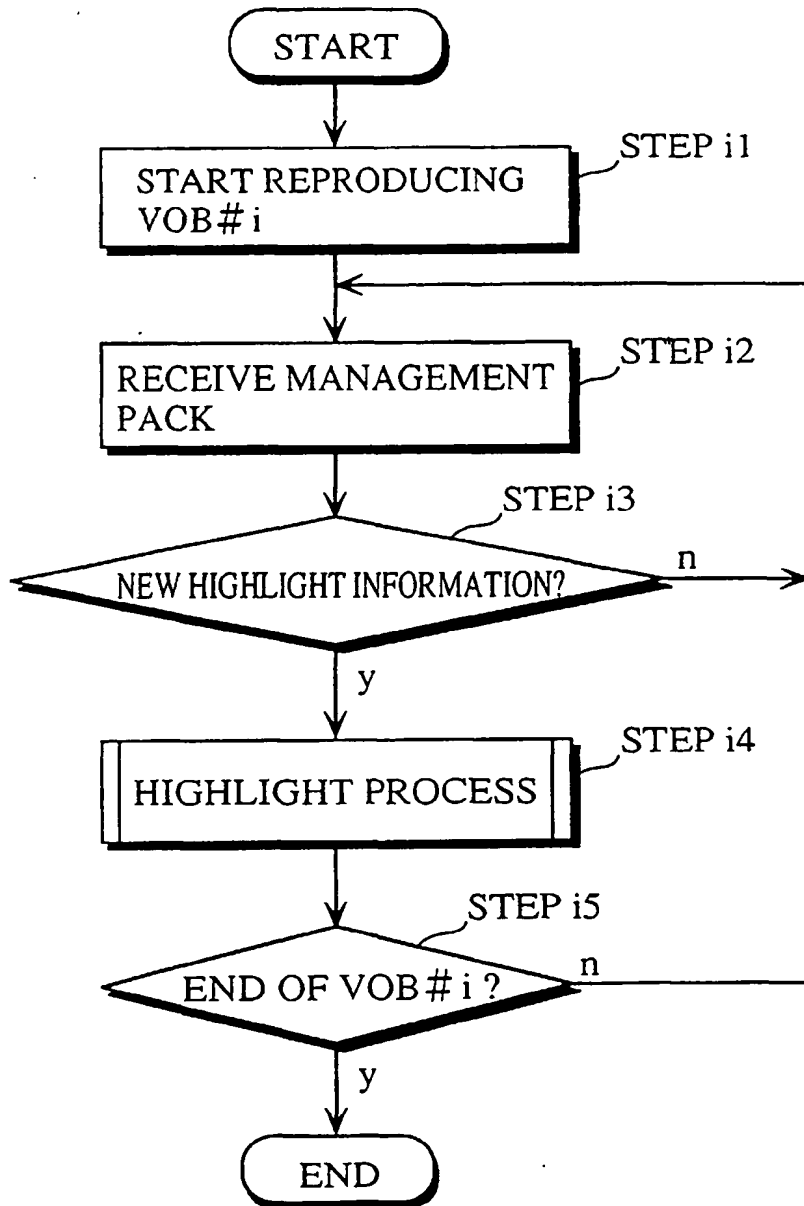 START
STEP i1
START REPRODUCING
VOB# i
STEP i2
RECEIVE MANAGEMENT
PACK
STEP i3
NEW HIGHLIGHT INFORMATION?
n
y
STEP i4
HIGHLIGHT PROCESS
STEP i5
END OF VOB# i ?
n
y
END